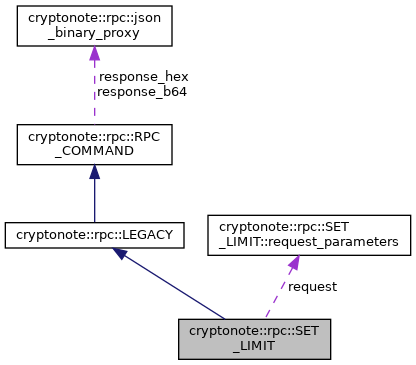 cryptonote::rpc::json
_binary_proxy
response_hex
response_b64
cryptonote::rpc::RPC
_COMMAND
cryptonote::rpc::LEGACY
cryptonote::rpc::SET
_LIMIT::request_parameters
request
cryptonote::rpc::SET
_LIMIT